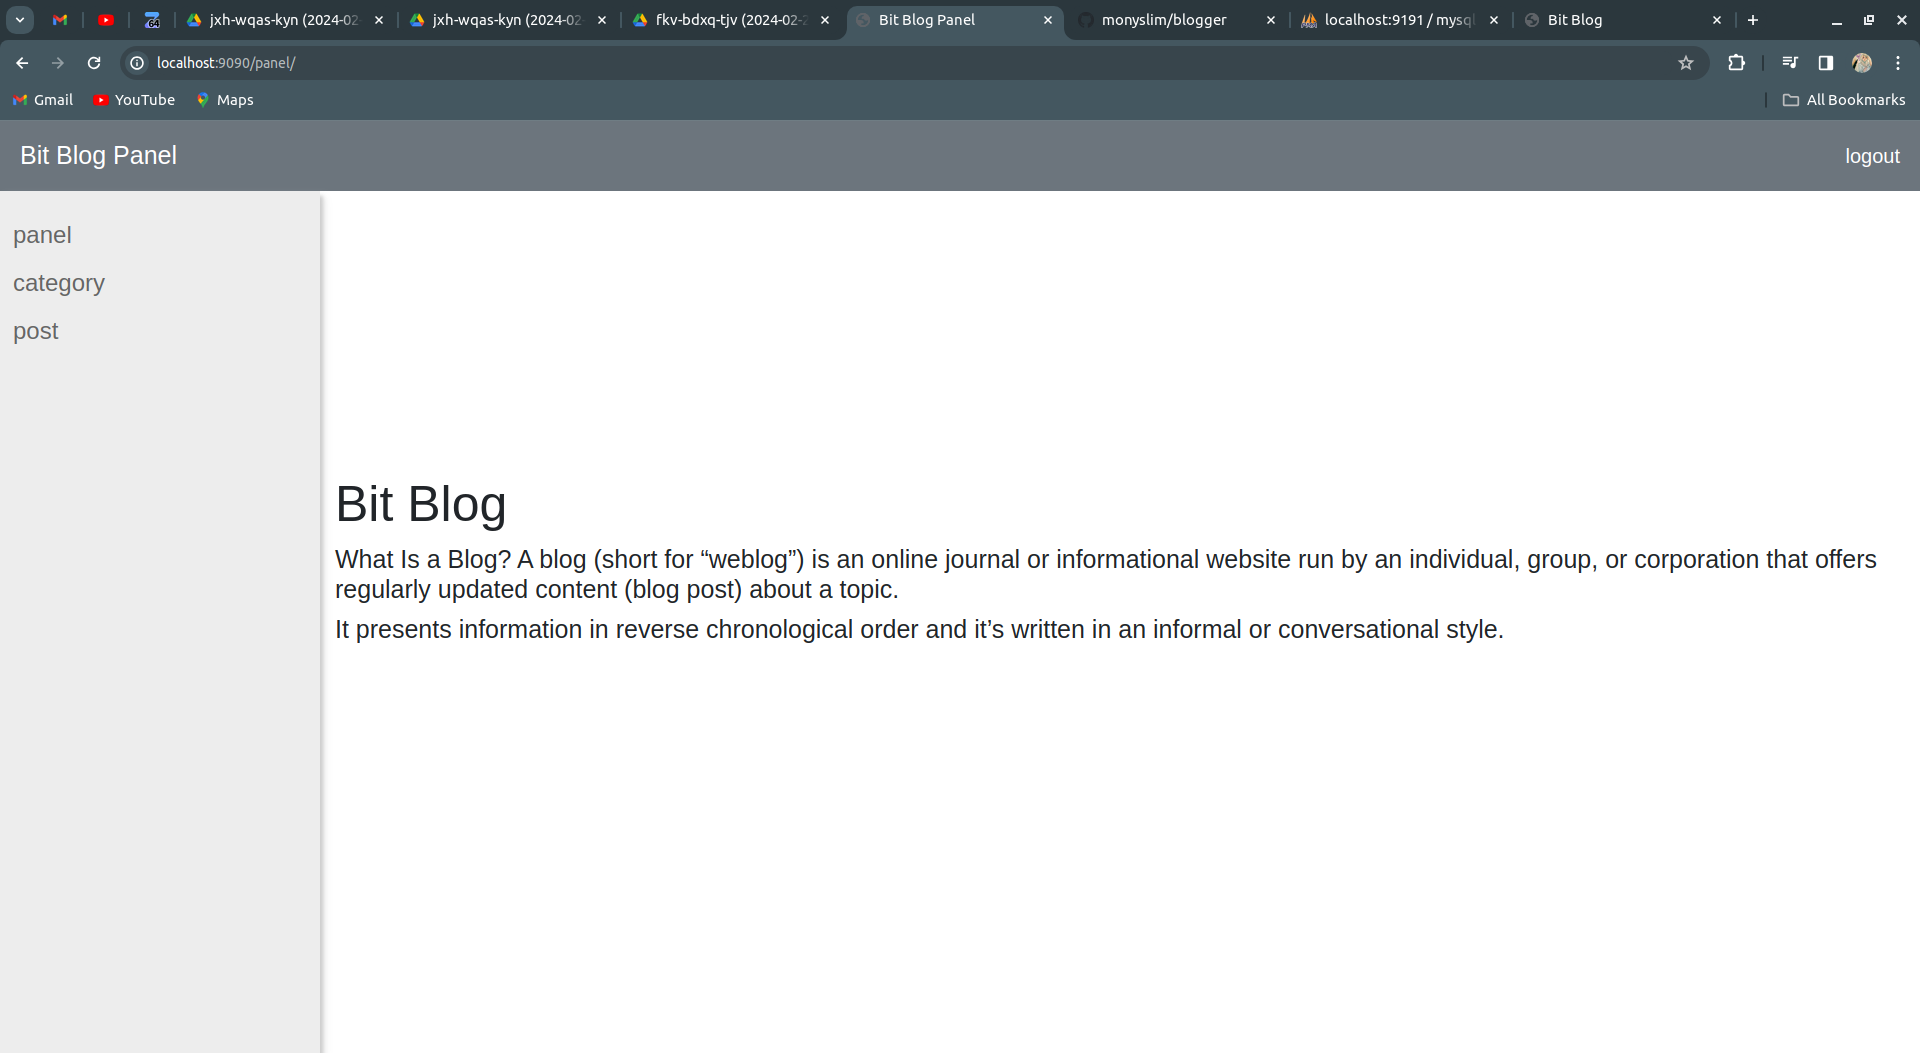 64
jxh-wqas-kyn (2024-02
jxh-wqas-kyn (2024-02
fkv-bdxq-tjv (2024-02-
Bit Blog Panel
monyslim/blogger
localhost:9191 / mysql
Bit Blog
localhost:9090/panel/
Gmail
YouTube
Maps
All Bookmarks
Bit Blog Panel
logout
panel
category
post
Bit Blog
What Is a Blog? A blog (short for “weblog”) is an online journal or informational website run by an individual, group, or corporation that offers
regularly updated content (blog post) about a topic.
It presents information in reverse chronological order and it’s written in an informal or conversational style.